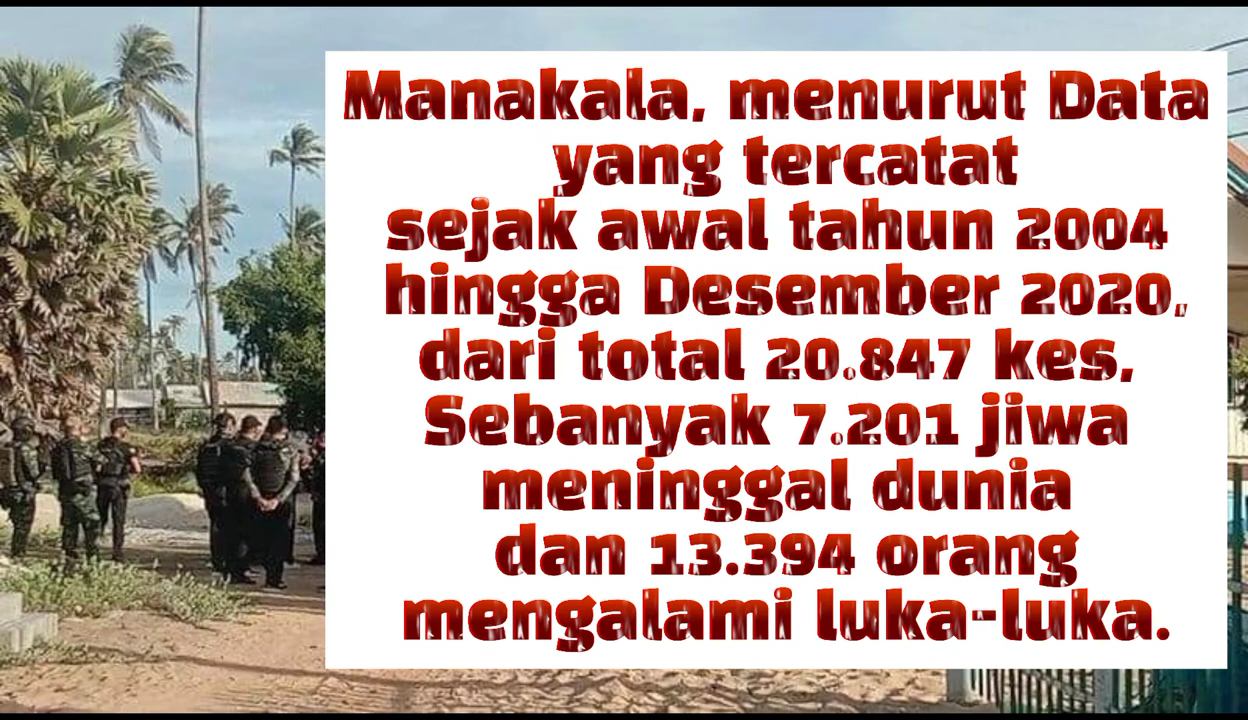 Manakala, menurut Data
yang tercatat
sejak awal tahun 2004
hingga Desember 2020,
dari total 20.847 kes,
Sebanyak 7.201 jiwa
meninggal dunia
dan 13.394 orang
mengalami luka-luka.